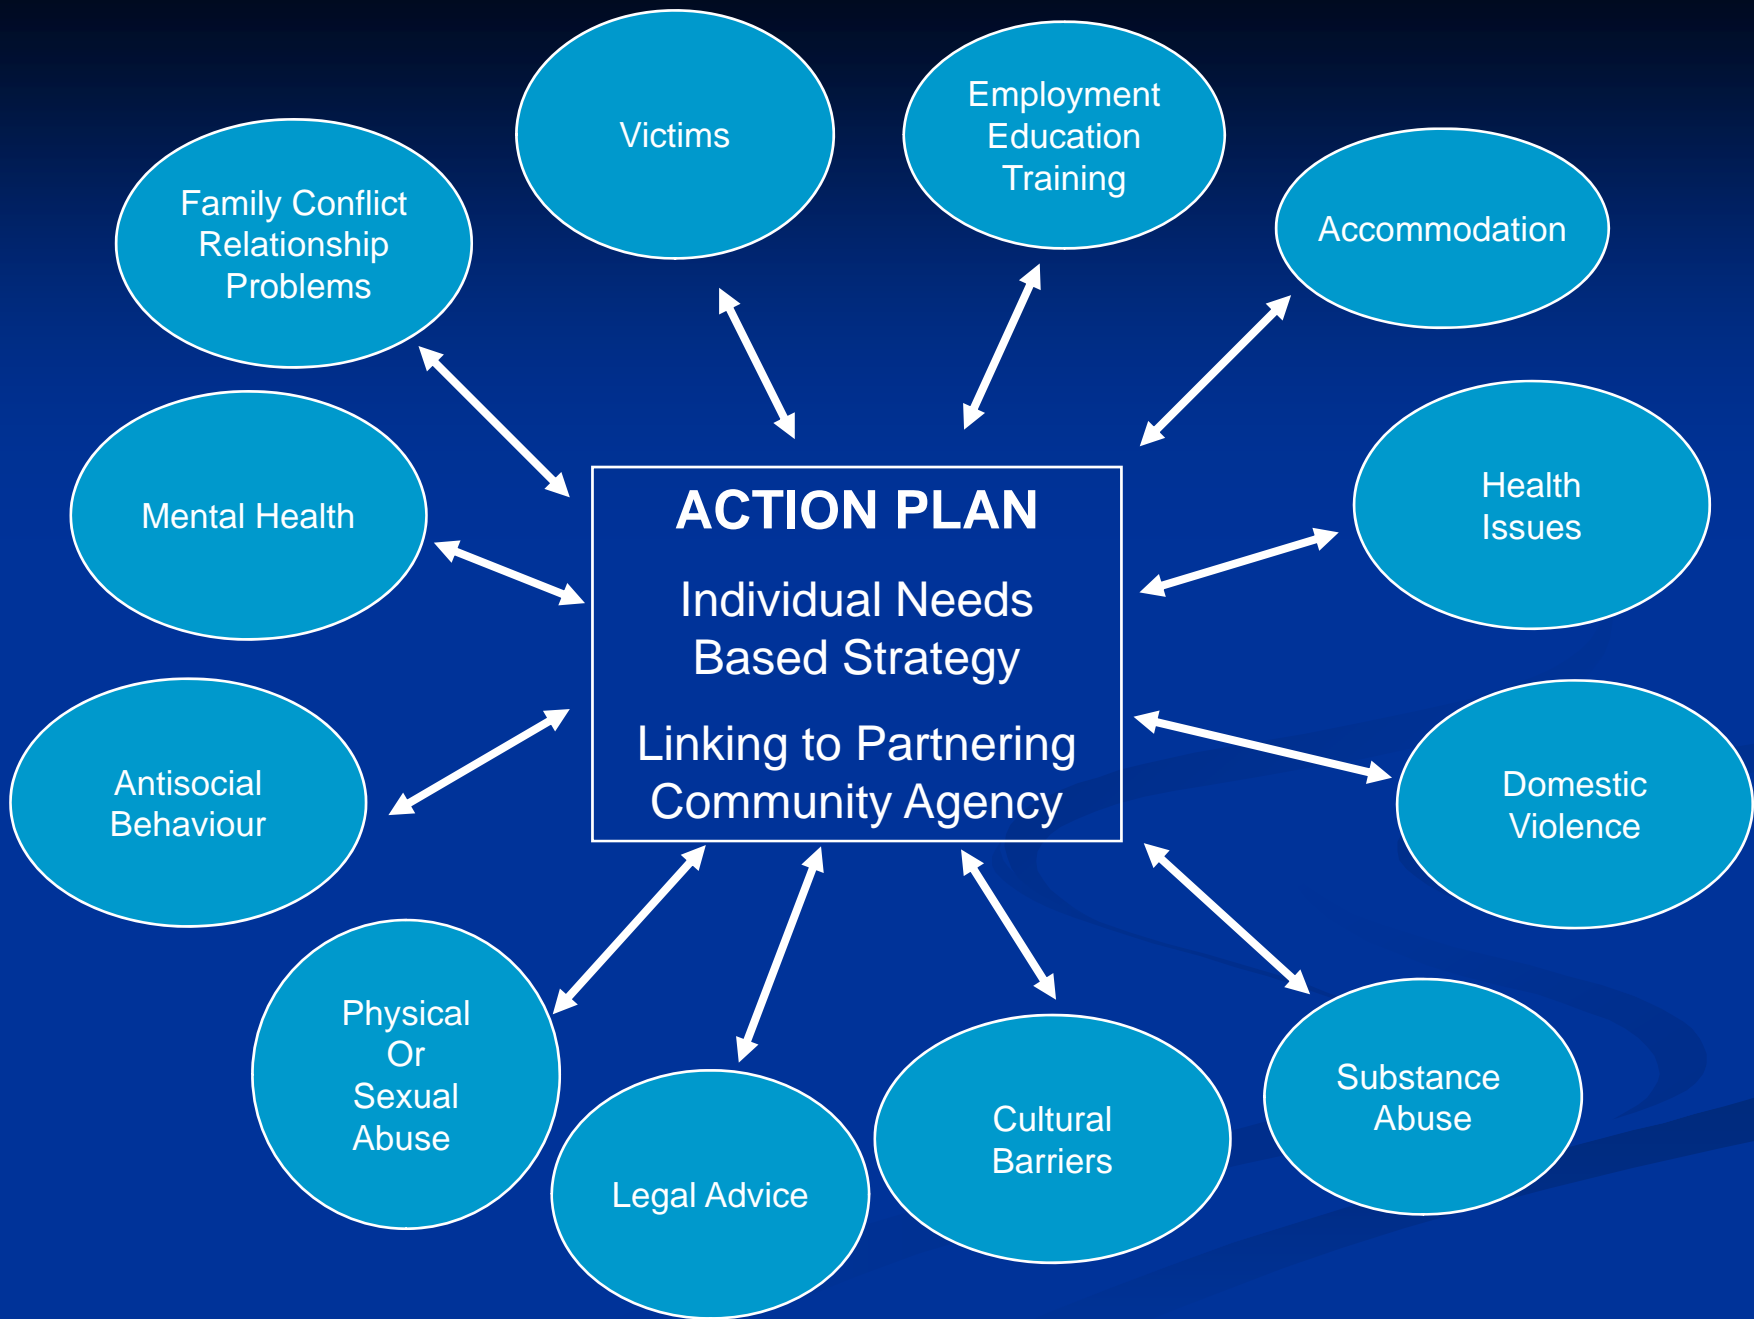 Victims
Employment
Education
Training
Family Conflict
Relationship
Problems
Accommodation
Mental Health
Health
Issues
ACTION PLAN
Individual Needs
Based Strategy
Linking to Partnering
Community Agency
Antisocial
Behaviour
Domestic
Violence
Physical
Or
Sexual
Abuse
Legal Advice
Cultural
Barriers
Substance
Abuse